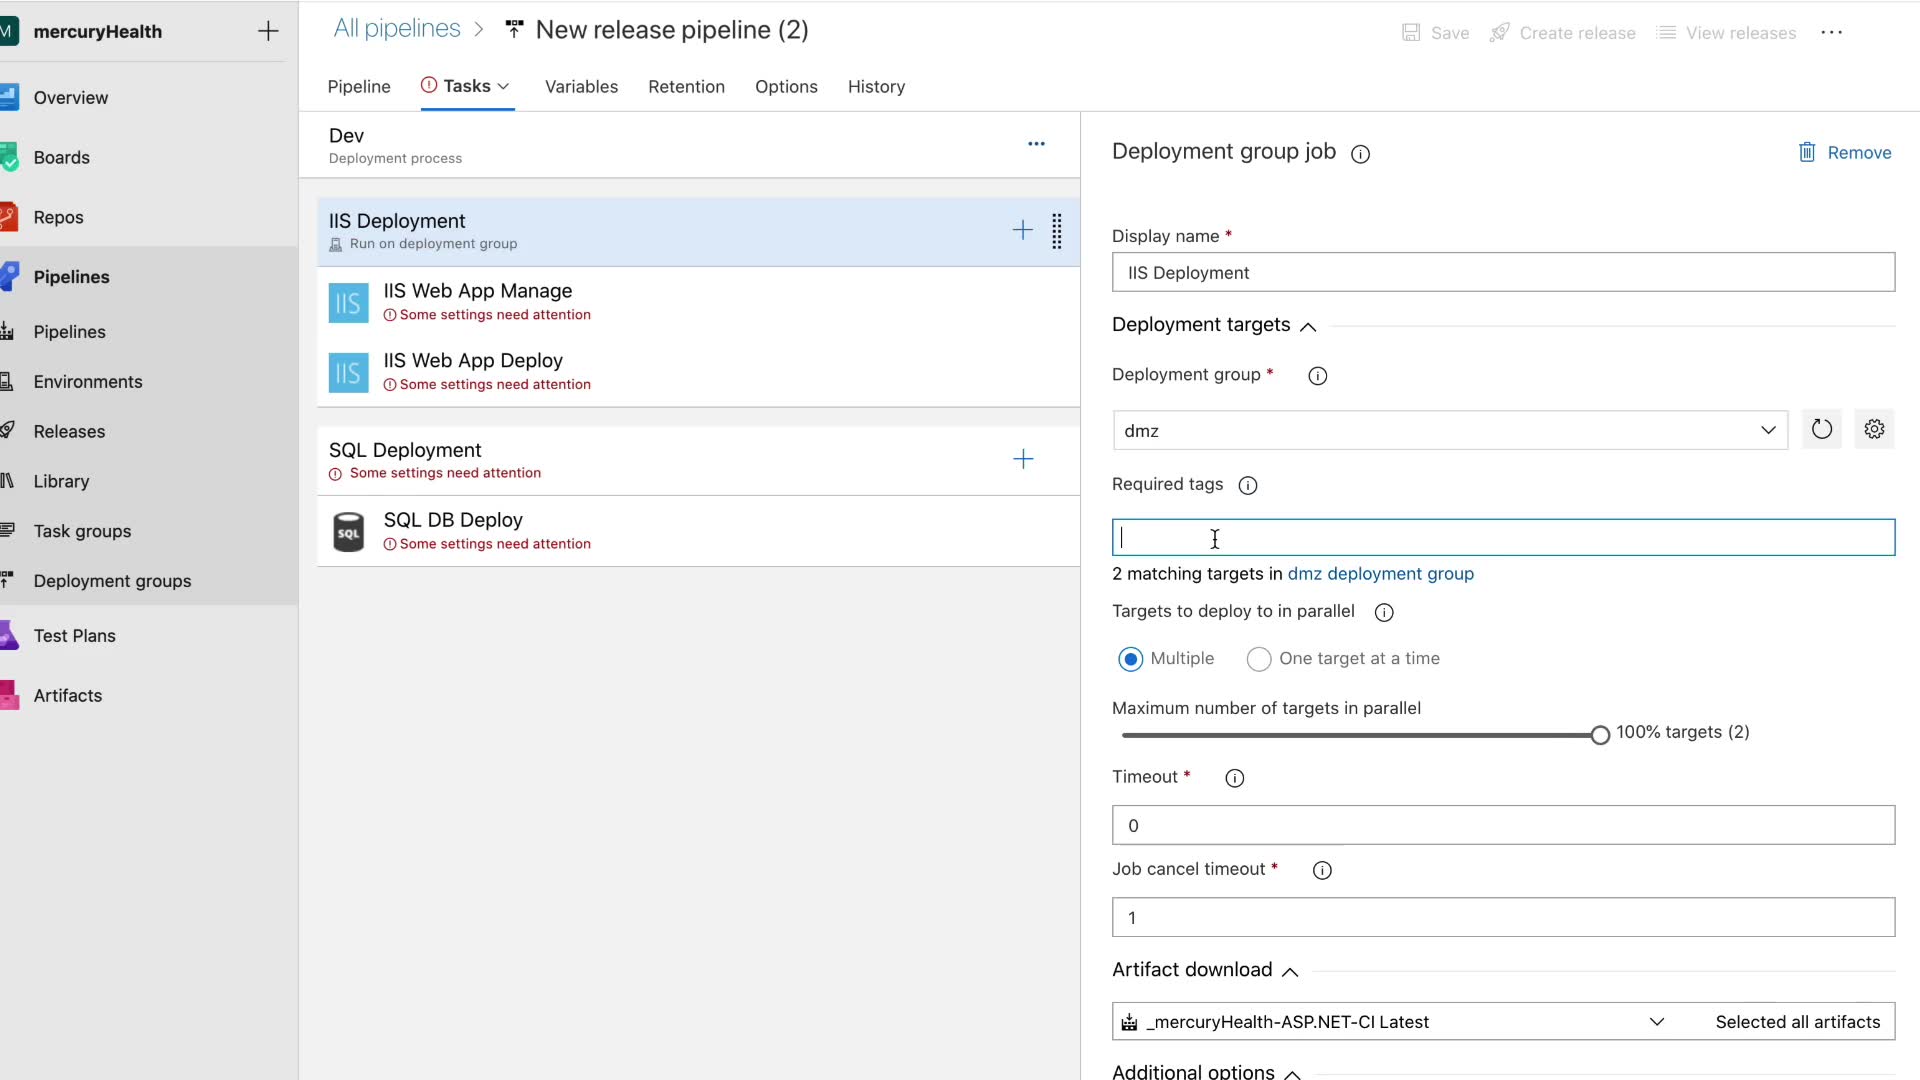 M mercuryHealth
Overview
Boards
Repos
Pipelines
Pipelines
Environments
Releases
Library
Task groups
Deployment groups
Test Plans
Artifacts
All pipelines > New release pipeline (2)
Save Create release View releases ...
Pipeline Tasks Variables Retention Options History
Dev
Deployment process
IIS Deployment
Run on deployment group
IIS
IIS Web App Manage
Some settings need attention
IIS
IIS Web App Deploy
Some settings need attention
SQL Deployment
Some settings need attention
SQL
SQL DB Deploy
Some settings need attention
Deployment group job
Remove
Display name *
IIS Deployment
Deployment targets
Deployment group *
dmz
Required tags
2 matching targets in dmz deployment group
Targets to deploy to in parallel
Multiple One target at a time
Maximum number of targets in parallel
100% targets (2)
Timeout *
0
Job cancel timeout *
1
Artifact download
_mercuryHealth-ASP.NET-CI Latest Selected all artifacts
Additional options